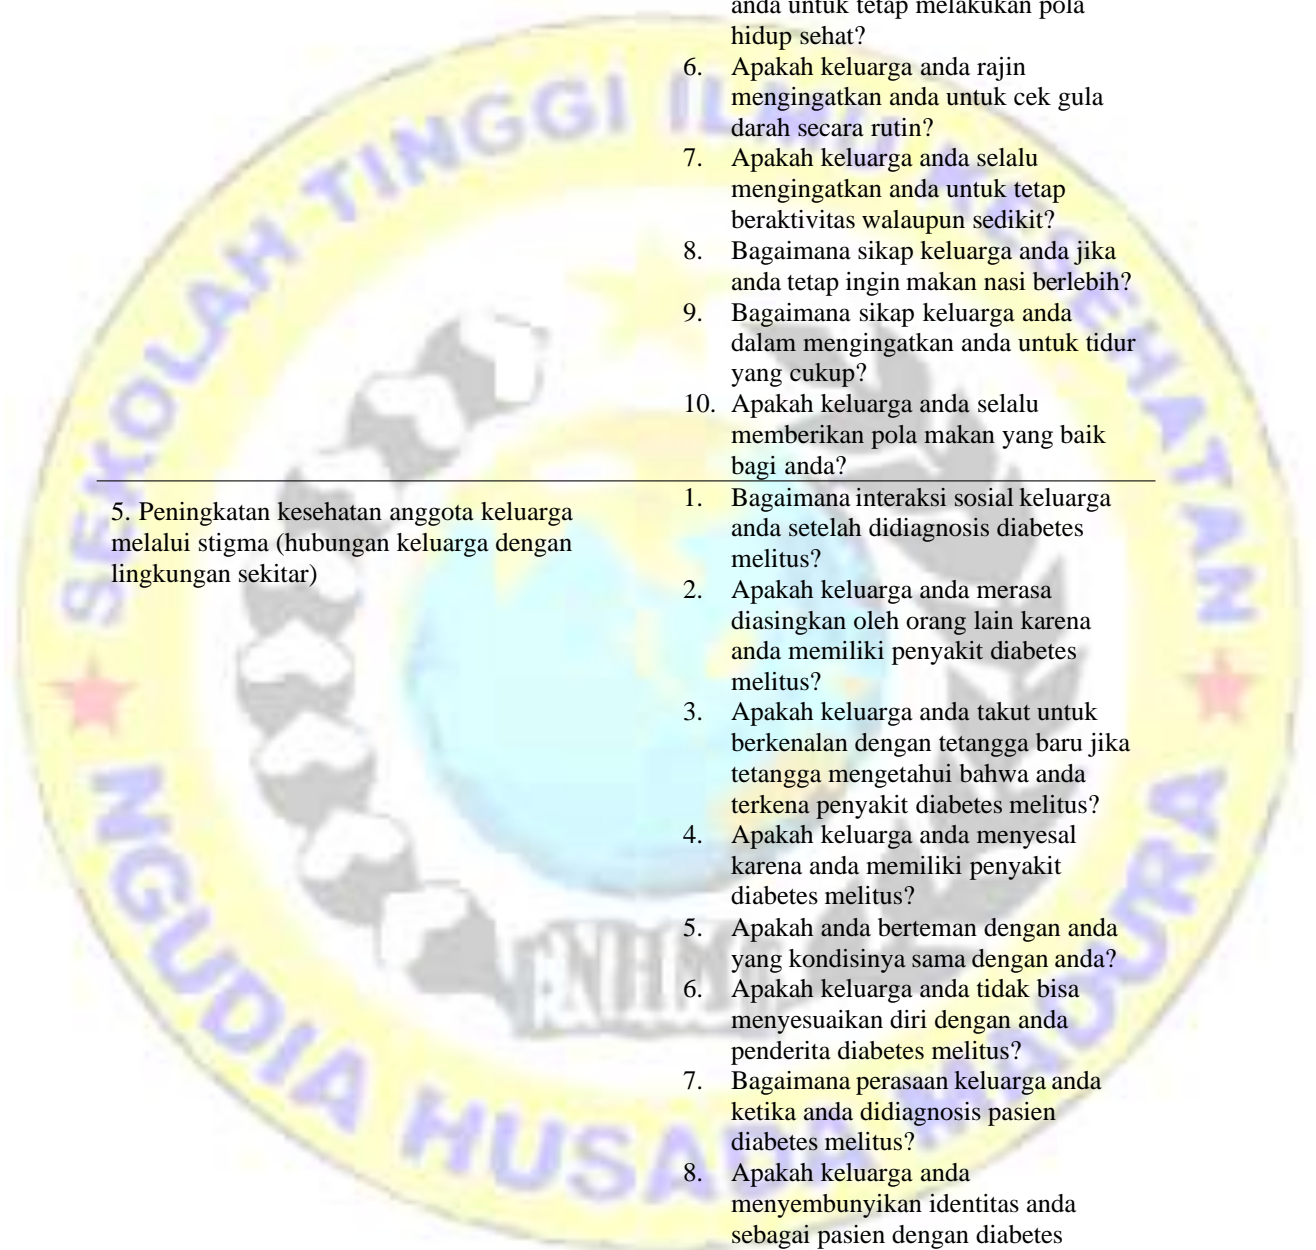 anda untuk tetap melakukan pola
hidup sehat?
6. Apakah keluarga anda rajin
mengingatkan anda untuk cek gula
darah secara rutin?
7. Apakah keluarga anda selalu
mengingatkan anda untuk tetap
beraktivitas walaupun sedikit?
8. Bagaimana sikap keluarga anda jika
anda tetap ingin makan nasi berlebih?
9. Bagaimana sikap keluarga anda
dalam mengingatkan anda untuk tidur
yang cukup?
10. Apakah keluarga anda selalu
memberikan pola makan yang baik
bagi anda?
5. Peningkatan kesehatan anggota keluarga
melalui stigma (hubungan keluarga dengan
lingkungan sekitar)
1. Bagaimana interaksi sosial keluarga
anda setelah didiagnosis diabetes
melitus?
2. Apakah keluarga anda merasa
diasingkan oleh orang lain karena
anda memiliki penyakit diabetes
melitus?
3. Apakah keluarga anda takut untuk
berkenalan dengan tetangga baru jika
tetangga mengetahui bahwa anda
terkena penyakit diabetes melitus?
4. Apakah keluarga anda menyesal
karena anda memiliki penyakit
diabetes melitus?
5. Apakah anda berteman dengan anda
yang kondisinya sama dengan anda?
6. Apakah keluarga anda tidak bisa
menyesuaikan diri dengan anda
penderita diabetes melitus?
7. Bagaimana perasaan keluarga anda
ketika anda didiagnosis pasien
diabetes melitus?
8. Apakah keluarga anda
menyembunyikan identitas anda
sebagai pasien dengan diabetes
SEKOLAH TINGGI ILMU KESEHATAN
NGUDIA HUSADA MADURA